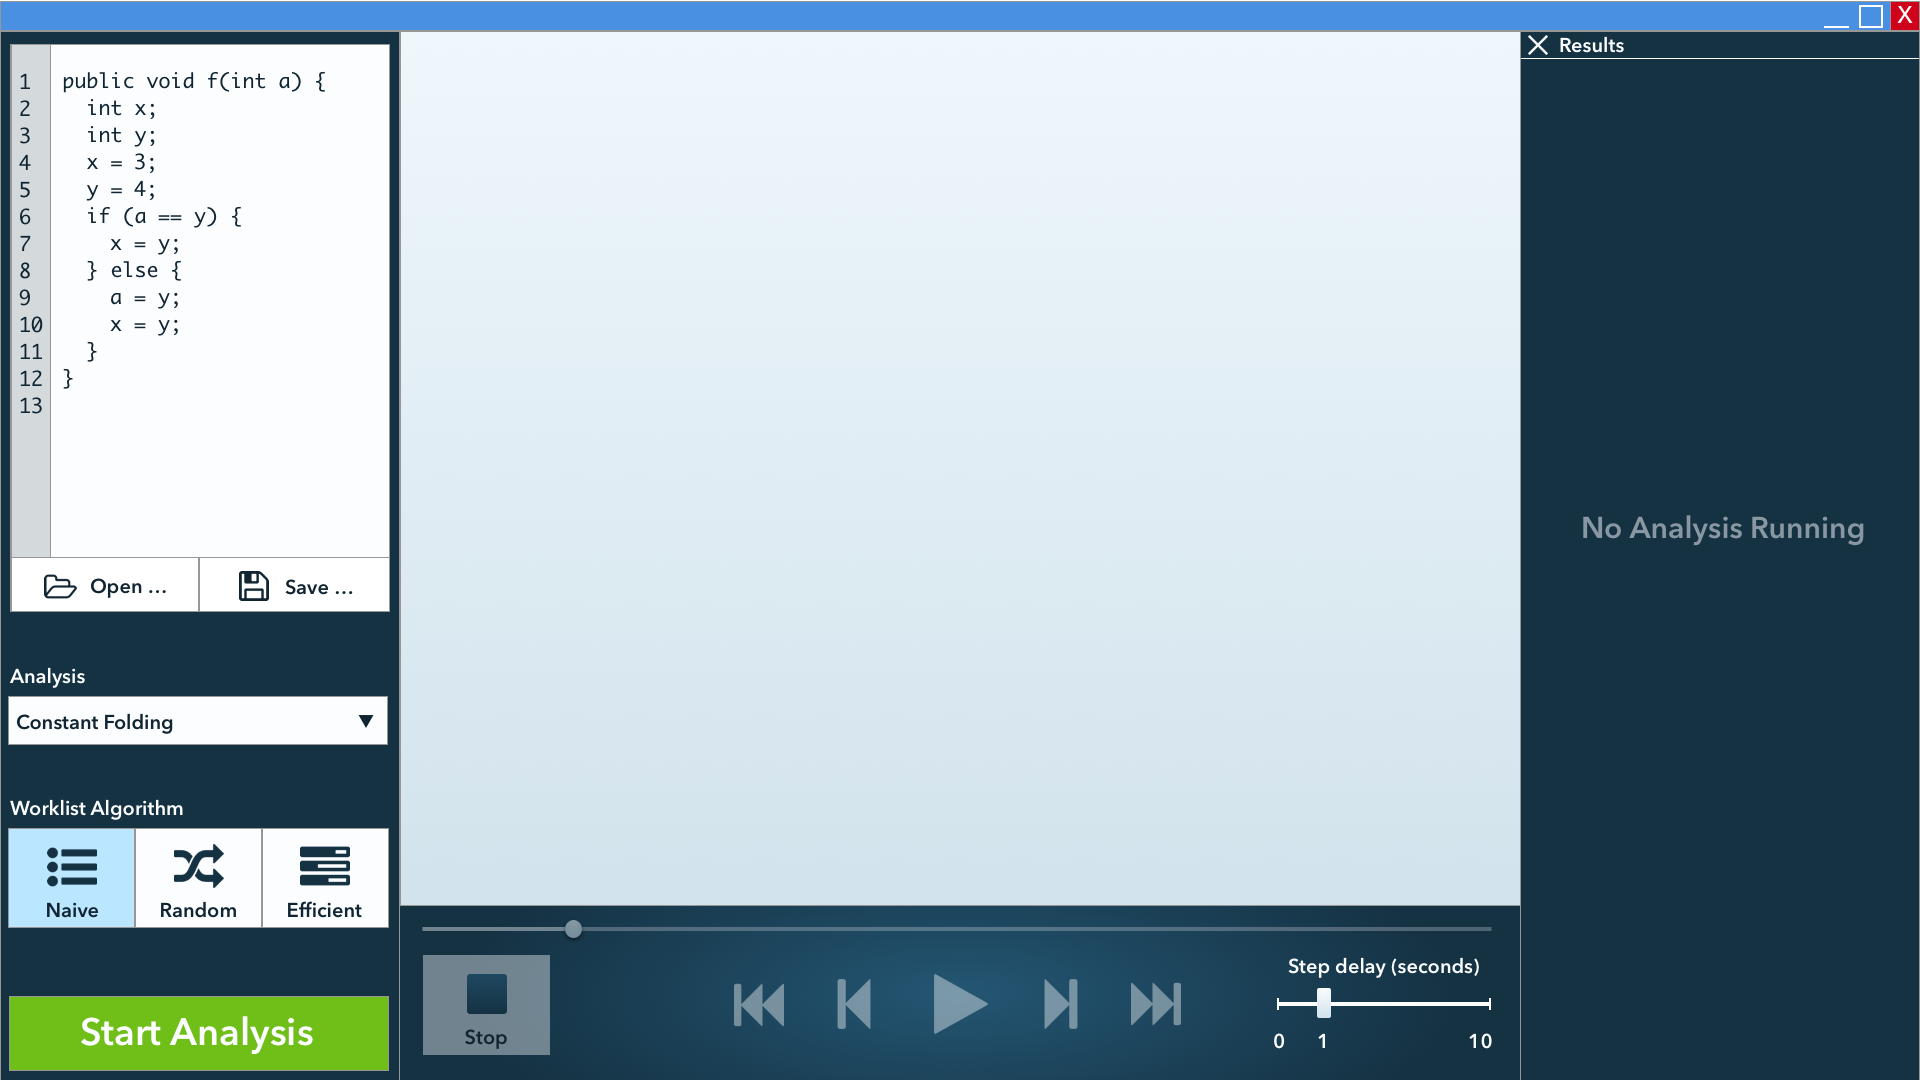 X
Results
1 public void f(int a) {
2   int x;
3   int y;
4   x = 3;
5   y = 4;
6   if (a == y) {
7     x = y;
8   } else {
9     a = y;
10     x = y;
11   }
12 }
13
Open ...
Save ...
No Analysis Running
Analysis
Constant Folding
Worklist Algorithm
Naive
Random
Efficient
Start Analysis
Stop
Step delay (seconds)
0 1 10